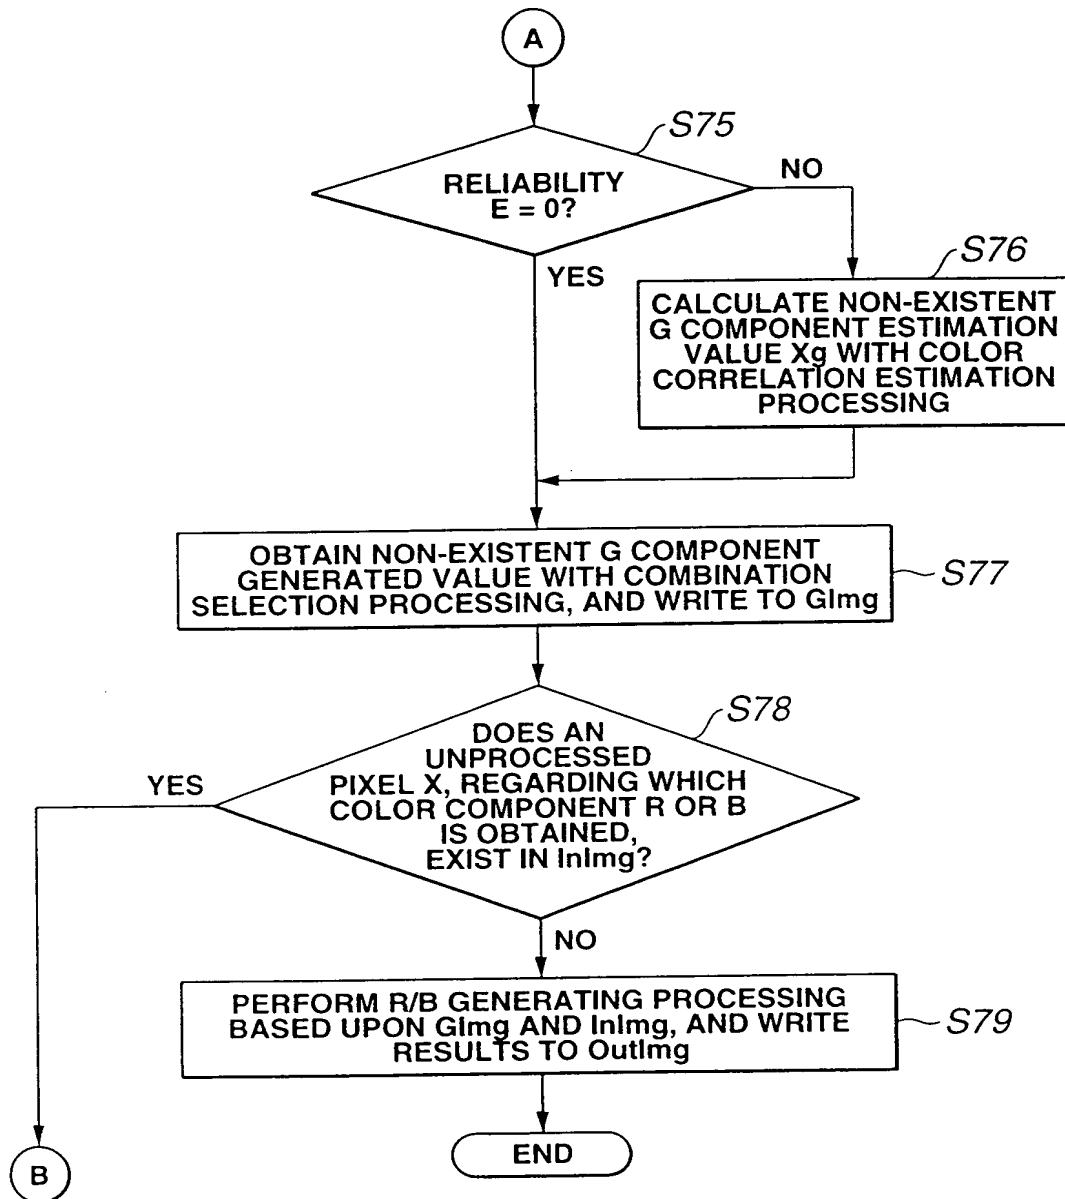 A
S75
RELIABILITY
E = 0?
NO
YES
S76
CALCULATE NON-EXISTENT
G COMPONENT ESTIMATION
VALUE Xg WITH COLOR
CORRELATION ESTIMATION
PROCESSING
OBTAIN NON-EXISTENT G COMPONENT
GENERATED VALUE WITH COMBINATION
SELECTION PROCESSING, AND WRITE TO GImg
S77
S78
DOES AN
UNPROCESSED
PIXEL X, REGARDING WHICH
COLOR COMPONENT R OR B
IS OBTAINED,
EXIST IN InImg?
YES
NO
PERFORM R/B GENERATING PROCESSING
BASED UPON GImg AND InImg, AND WRITE
RESULTS TO OutImg
S79
END
B